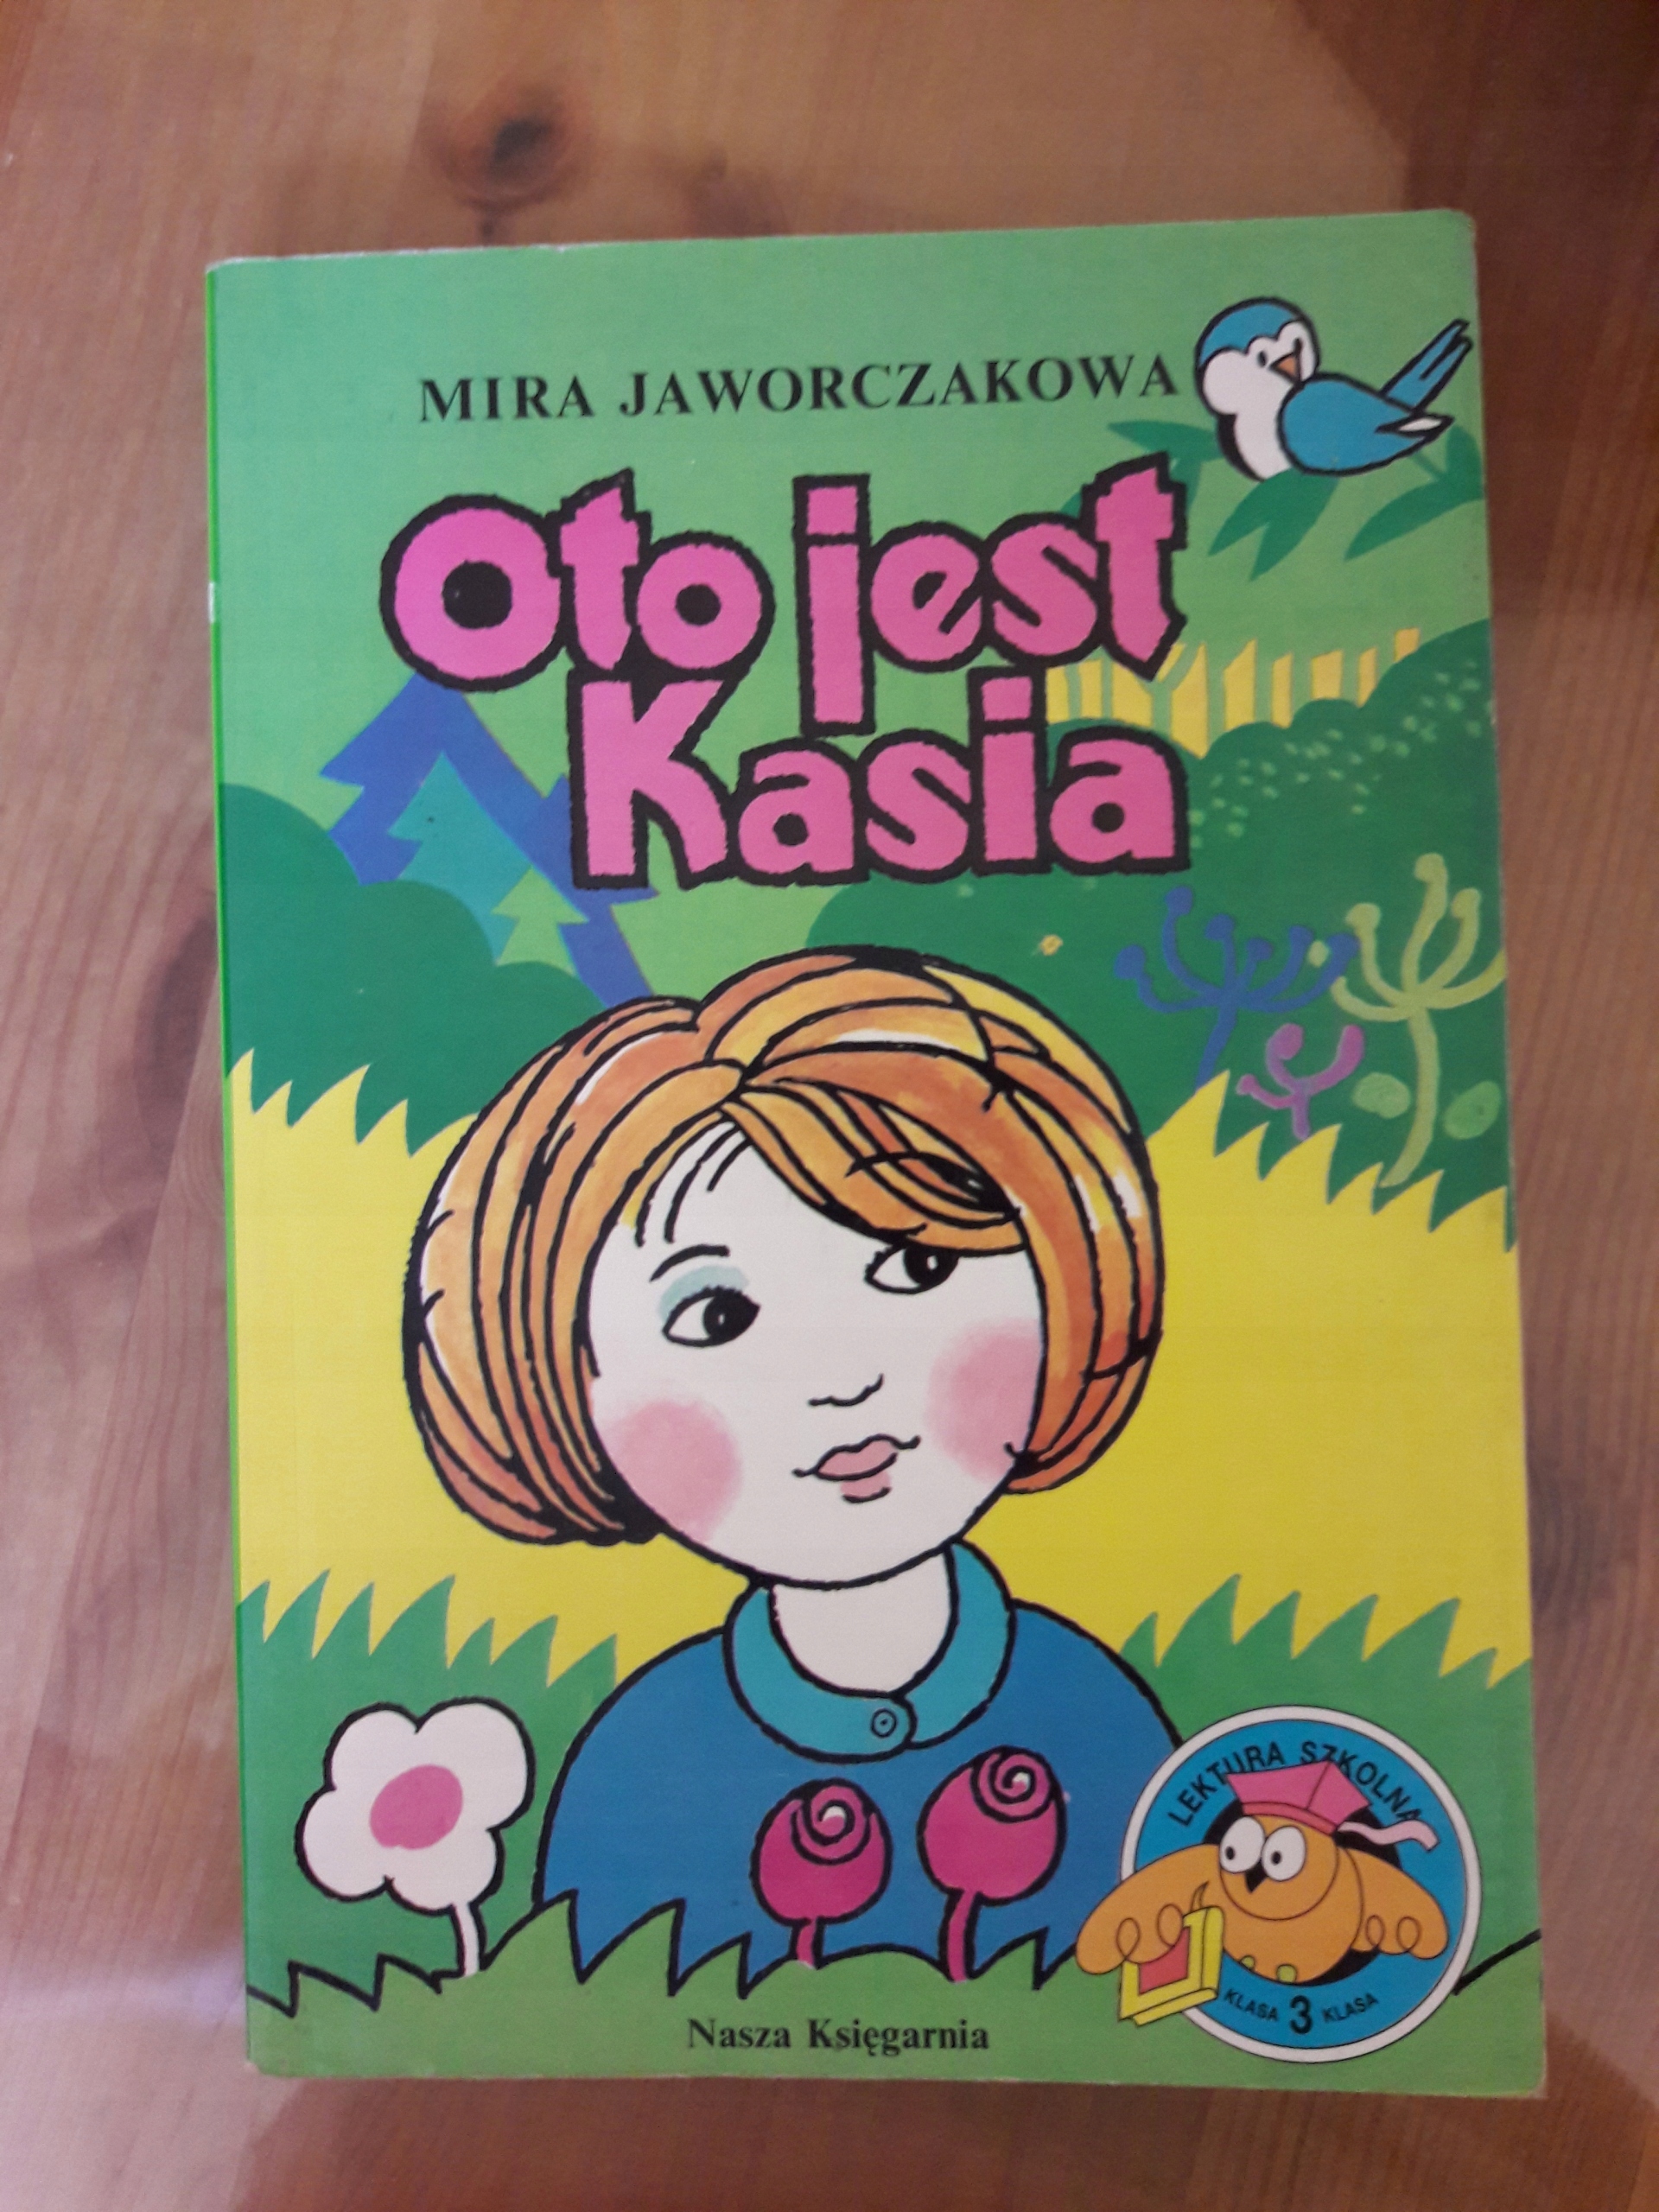 MIRA JAWORCZAKOWA
Oto jest
Kasia
LEKTURA SZKOLNA
KLASA 3 KLASA
Nasza Księgarnia